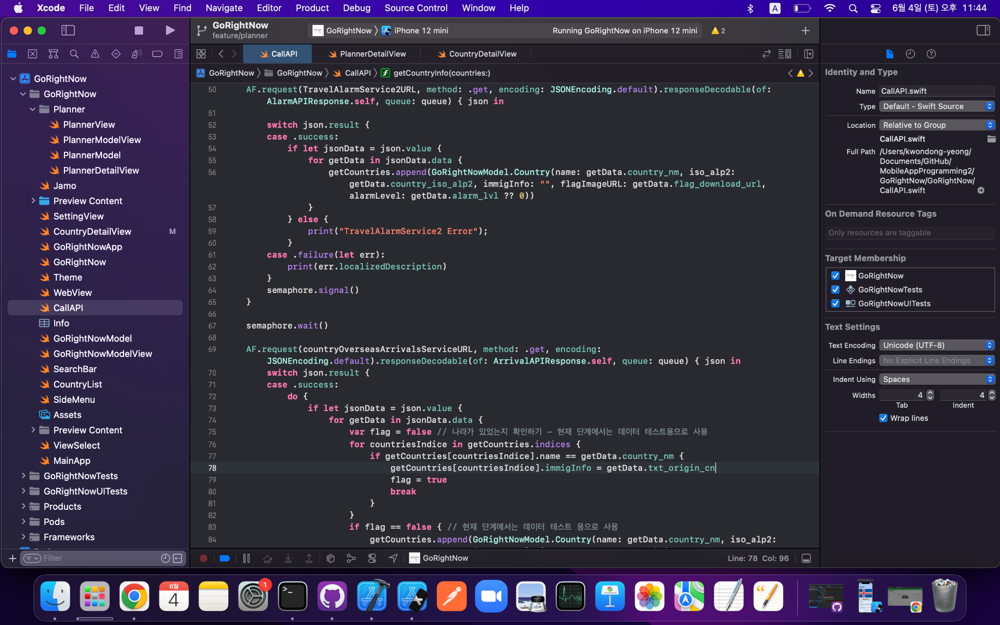 Xcode File Edit View Find Navigate Editor Product Debug Source Control Window Help
A 6월 4일 (토) 오후 11:44
GoRightNow
feature/planner
GoRightNow iPhone 12 mini
Running GoRightNow on iPhone 12 mini 2
CallAPI PlannerDetailView CountryDetailView
GoRightNow GoRightNow CallAPI getCountryInfo(countries:)
GoRightNow
GoRightNow
Planner
PlannerView
PlannerModelView
PlannerModel
PlannerDetailView
Jamo
Preview Content
SettingView
CountryDetailView M
GoRightNowApp
GoRightNow
Theme
WebView
CallAPI
Info
GoRightNowModel
GoRightNowModelView
SearchBar
CountryList
SideMenu
Assets
Preview Content
ViewSelect
MainApp
GoRightNowTests
GoRightNowUITests
Products
Pods
Frameworks
Filter
50 AF.request(TravelAlarmService2URL, method: .get, encoding: JSONEncoding.default).responseDecodable(of:
AlarmAPIResponse.self, queue: queue) { json in
51
52 switch json.result {
53 case .success:
54 if let jsonData = json.value {
55 for getData in jsonData.data {
56 getCountries.append(GoRightNowModel.Country(name: getData.country_nm, iso_alp2:
getData.country_iso_alp2, immigInfo: "", flagImageURL: getData.flag_download_url,
alarmLevel: getData.alarm_lvl ?? 0))
57 }
58 } else {
59 print("TravelAlarmService2 Error");
60 }
61 case .failure(let err):
62 print(err.localizedDescription)
63 }
64 semaphore.signal()
65 }
66
67 semaphore.wait()
68
69 AF.request(countryOverseasArrivalsServiceURL, method: .get, encoding:
JSONEncoding.default).responseDecodable(of: ArrivalAPIResponse.self, queue: queue) { json in
70 switch json.result {
71 case .success:
72 do {
73 if let jsonData = json.value {
74 for getData in jsonData.data {
75 var flag = false // 나라가 있었는지 확인하기 - 현재 단계에서는 데이터 테스트용으로 사용
76 for countriesIndice in getCountries.indices {
77 if getCountries[countriesIndice].name == getData.country_nm {
78 getCountries[countriesIndice].immigInfo = getData.txt_origin_cn
79 flag = true
80 break
81 }
82 }
83 if flag == false { // 현재 단계에서는 데이터 테스트 용으로 사용
84 getCountries.append(GoRightNowModel.Country(name: getData.country_nm, iso_alp2:
GoRightNow
Line: 78 Col: 96
Identity and Type
Name CallAPI.swift
Type Default - Swift Source
Location Relative to Group
CallAPI.swift
Full Path /Users/kwondong-yeong/
Documents/GitHub/
MobileAppProgramming2/
GoRightNow/GoRightNow/
CallAPI.swift
On Demand Resource Tags
Only resources are taggable
Target Membership
GoRightNow
GoRightNowTests
GoRightNowUITests
Text Settings
Text Encoding Unicode (UTF-8)
Line Endings No Explicit Line Endings
Indent Using Spaces
Widths 4 4
Tab Indent
Wrap lines
6월
4
1